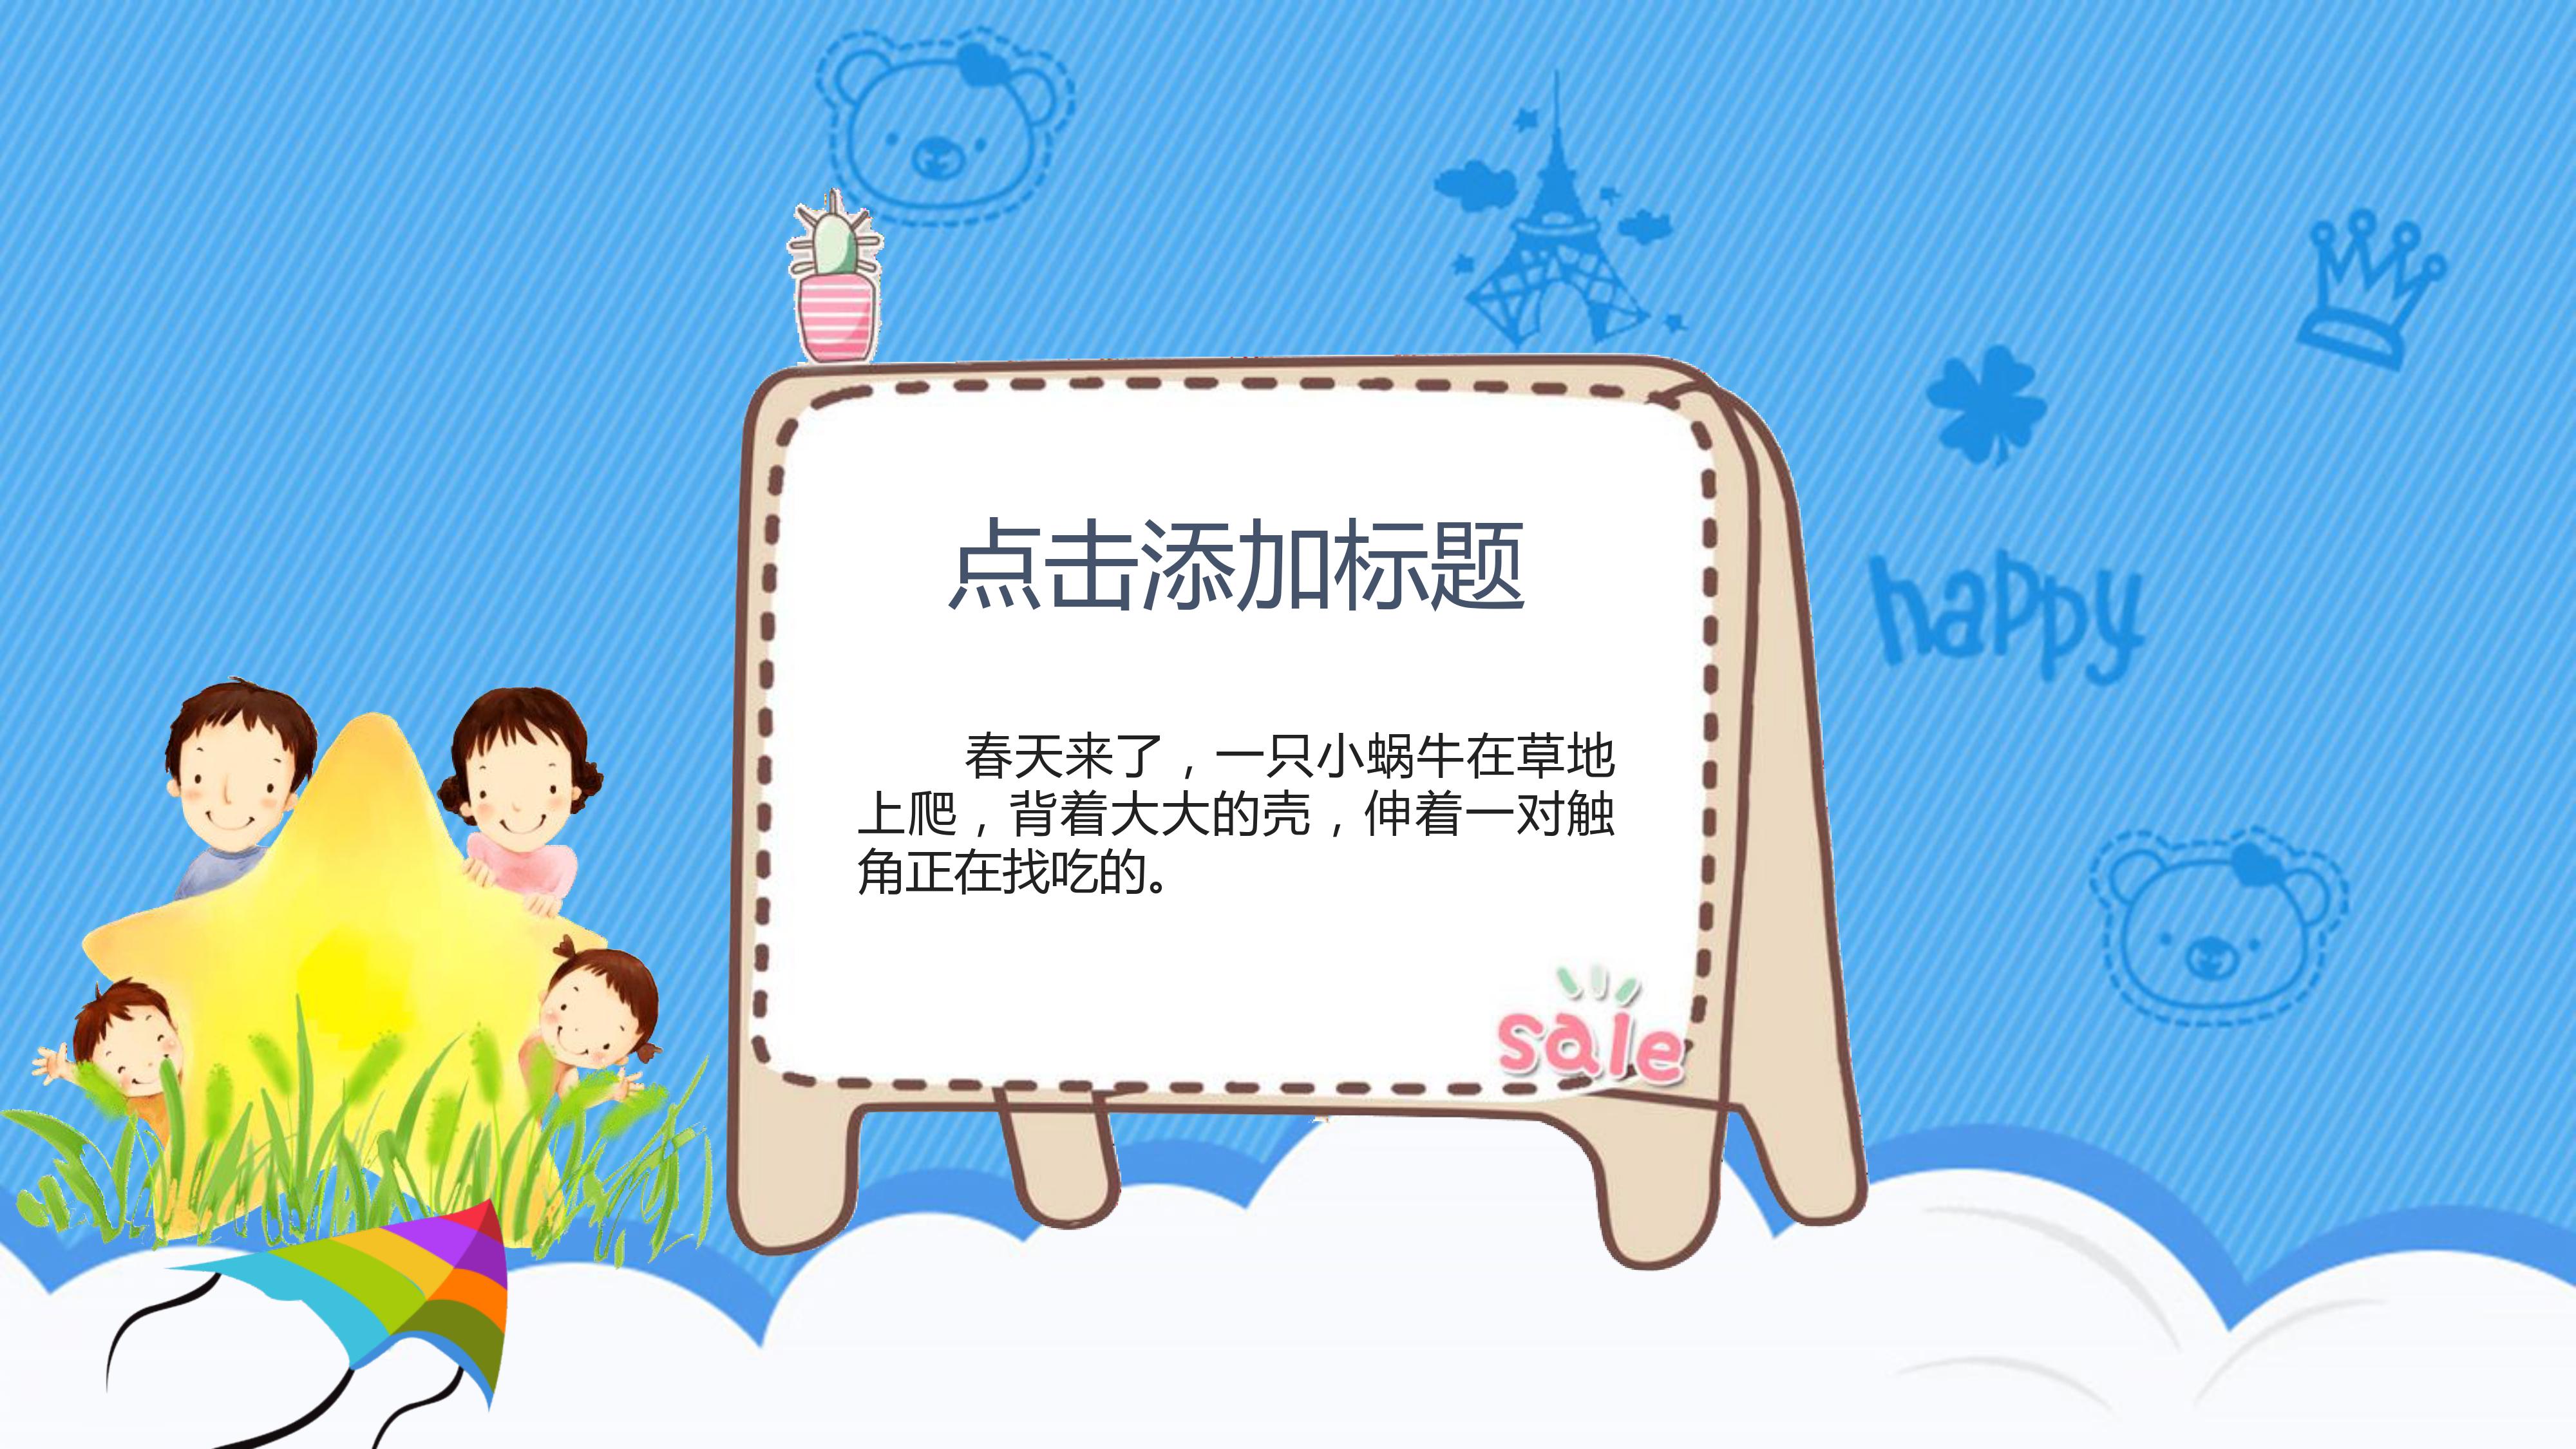 点击添加标题
happy
春天来了，一只小蜗牛在草地
上爬，背着大大的壳，伸着一对触
角正在找吃的。
sale